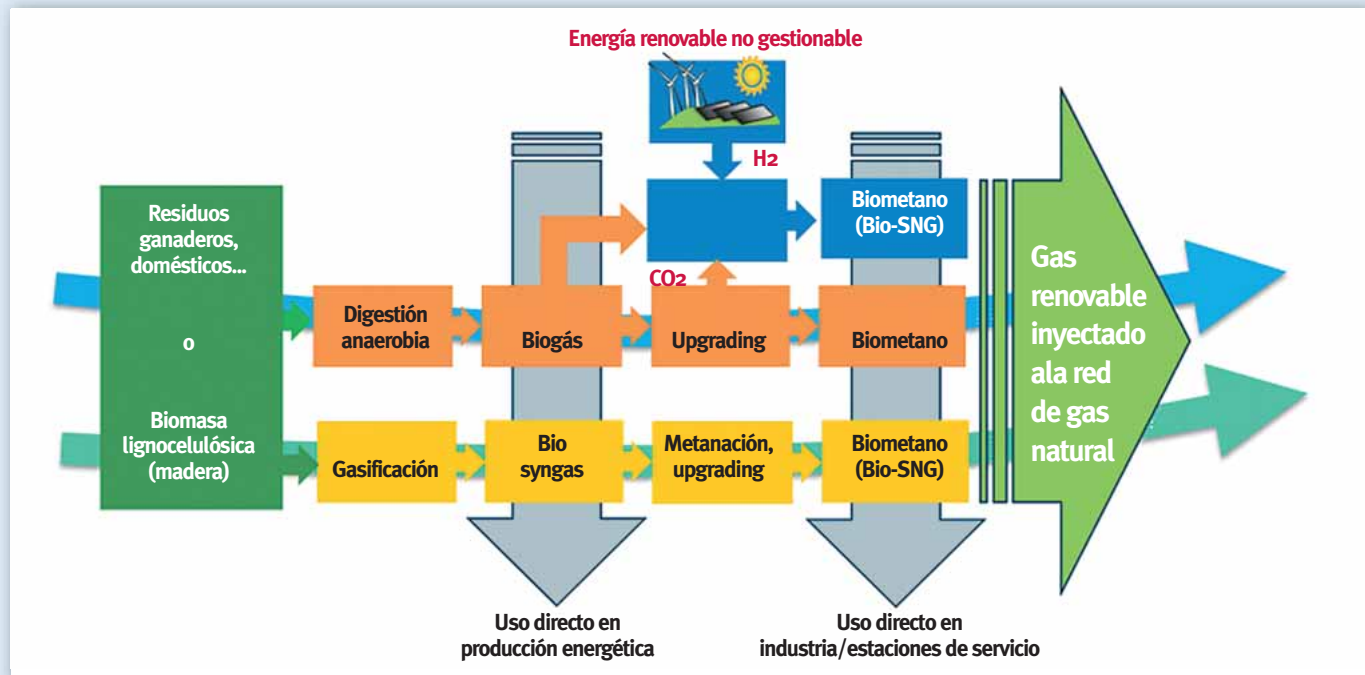 Energía renovable no gestionable
H2
Residuos
ganaderos,
domésticos...
o
Biomasa
lignocelulósica
(madera)
Biometano
(Bio-SNG)
CO2
Digestión
anaerobia
Biogás
Upgrading
Biometano
Gasificación
Bio
syngas
Metanación,
upgrading
Biometano
(Bio-SNG)
Gas
renovable
inyectado
ala red
de gas
natural
Uso directo en
producción energética
Uso directo en
industria/estaciones de servicio